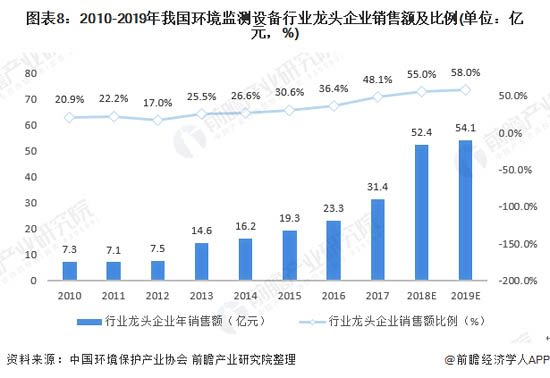 图表8：2010-2019年我国环境监测设备行业龙头企业销售额及比例(单位：亿
元，%)
80
70
60
50
40
30
20
10
0
50.0%
0.0%
-50.0%
-100.0%
-150.0%
-200.0%
20.9% 22.2% 17.0% 25.5% 26.6% 30.6% 36.4% 48.1% 55.0% 58.0%
7.3 7.1 7.5 14.6 16.2 19.3 23.3 31.4 52.4 54.1
2010 2011 2012 2013 2014 2015 2016 2017 2018E 2019E
行业龙头企业年销售额（亿元） 行业龙头企业销售额比例（%）
资料来源：中国环境保护产业协会 前瞻产业研究院整理 @前瞻经济学人APP
前瞻产业研究院